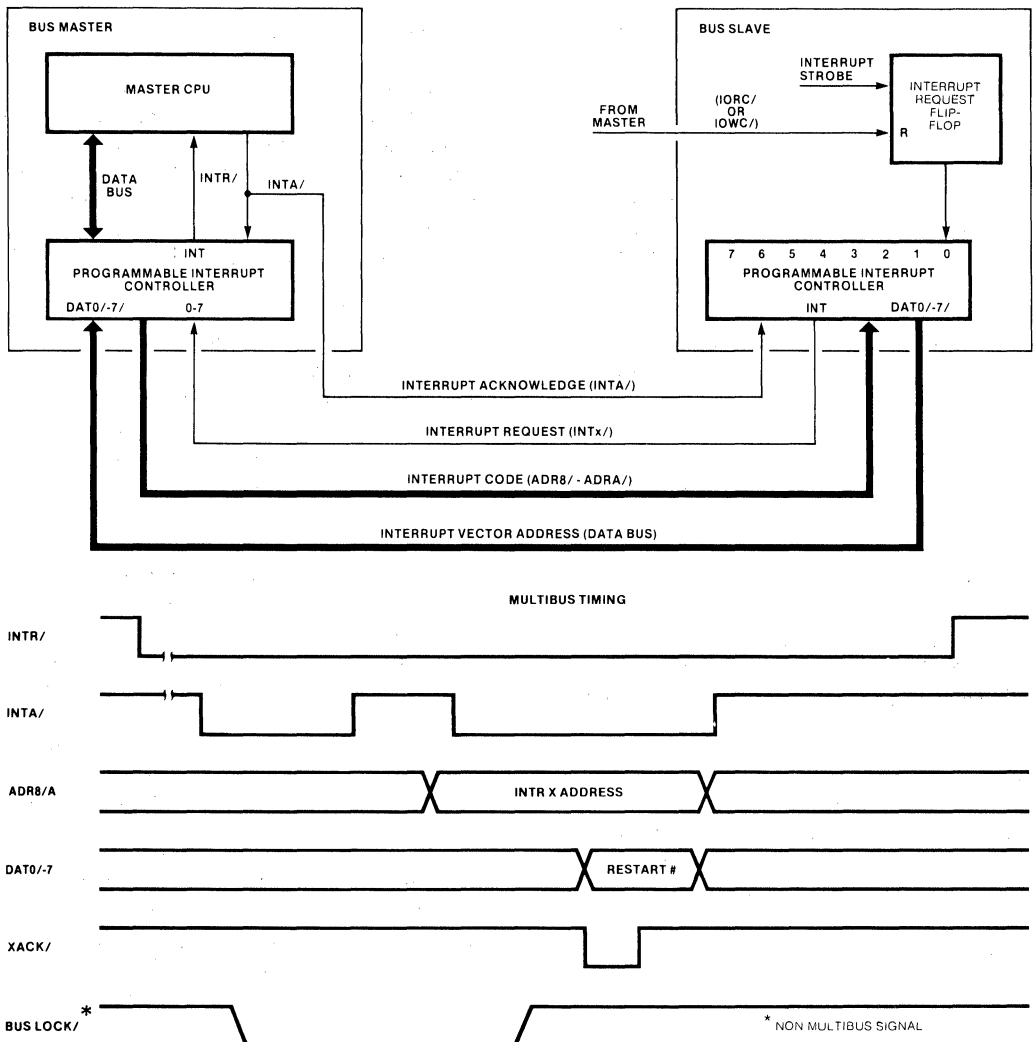 BUS MASTER
MASTER CPU
DATA
BUS
INTR/
INTA/
INT
PROGRAMMABLE INTERRUPT
CONTROLLER
DAT0/-7/
0-7
BUS SLAVE
INTERRUPT
STROBE
INTERRUPT
REQUEST
FLIP-
FLOP
R
FROM
MASTER
(IORC/
OR
IOWC/)
7 6 5 4 3 2 1 0
PROGRAMMABLE INTERRUPT
CONTROLLER
INT
DAT0/-7/
INTERRUPT ACKNOWLEDGE (INTA/)
INTERRUPT REQUEST (INTx/)
INTERRUPT CODE (ADR8/ - ADRA/)
INTERRUPT VECTOR ADDRESS (DATA BUS)
MULTIBUS TIMING
INTR/
INTA/
ADR8/A
INTR X ADDRESS
DAT0/-7
RESTART #
XACK/
BUS LOCK/ *
* NON MULTIBUS SIGNAL